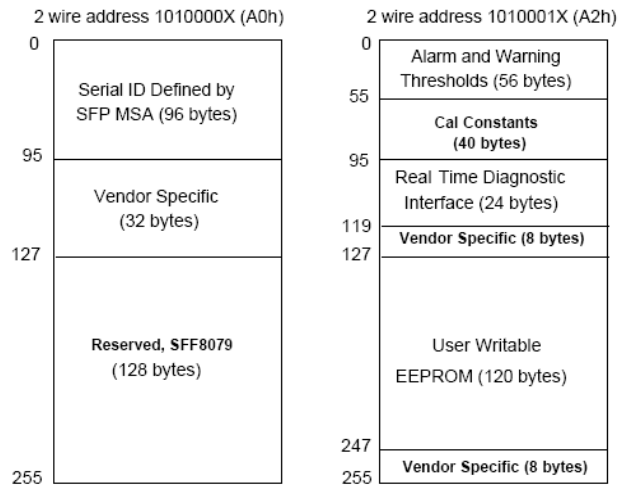 2 wire address 1010000X (A0h)
0
Serial ID Defined by
SFP MSA (96 bytes)
95
Vendor Specific
(32 bytes)
127
Reserved, SFF8079
(128 bytes)
255
2 wire address 1010001X (A2h)
0
Alarm and Warning
Thresholds (56 bytes)
55
Cal Constants
(40 bytes)
95
Real Time Diagnostic
Interface (24 bytes)
119
Vendor Specific (8 bytes)
127
User Writable
EEPROM (120 bytes)
247
Vendor Specific (8 bytes)
255